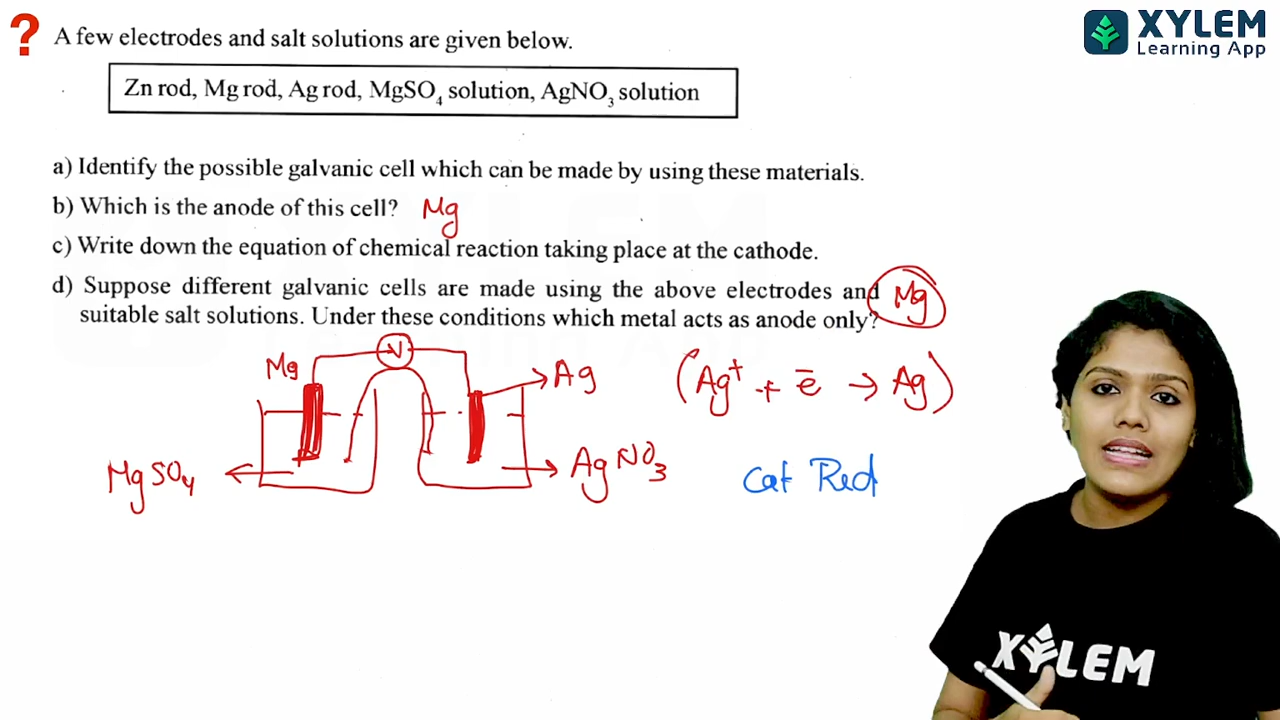 ? A few electrodes and salt solutions are given below.
XYLEM
Learning App
Zn rod, Mg rod, Ag rod, MgSO₄ solution, AgNO₃ solution
a) Identify the possible galvanic cell which can be made by using these materials.
b) Which is the anode of this cell? Mg
c) Write down the equation of chemical reaction taking place at the cathode.
d) Suppose different galvanic cells are made using the above electrodes and Mg
suitable salt solutions. Under these conditions which metal acts as anode only?
V
Mg
Ag
(Ag⁺ + ē → Ag)
MgSO₄
AgNO₃
Cat Red
XYLEM